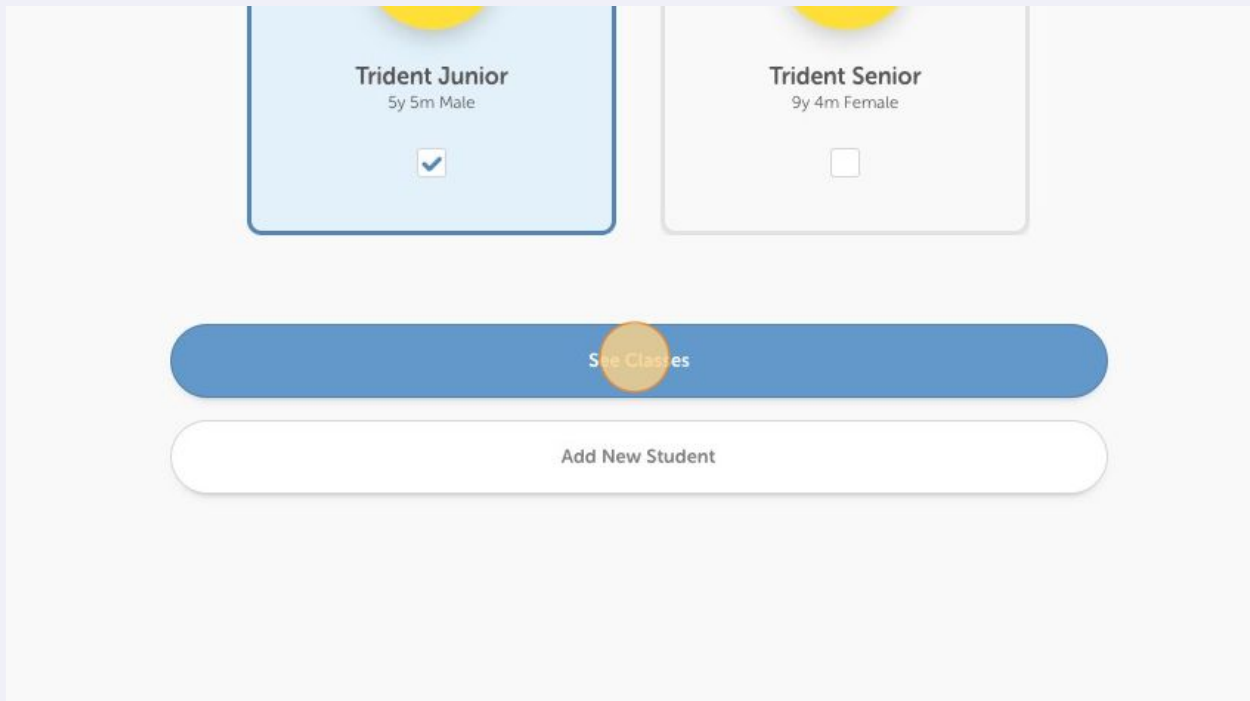 Trident Junior
5y 5m Male
Trident Senior
9y 4m Female
See Classes
Add New Student